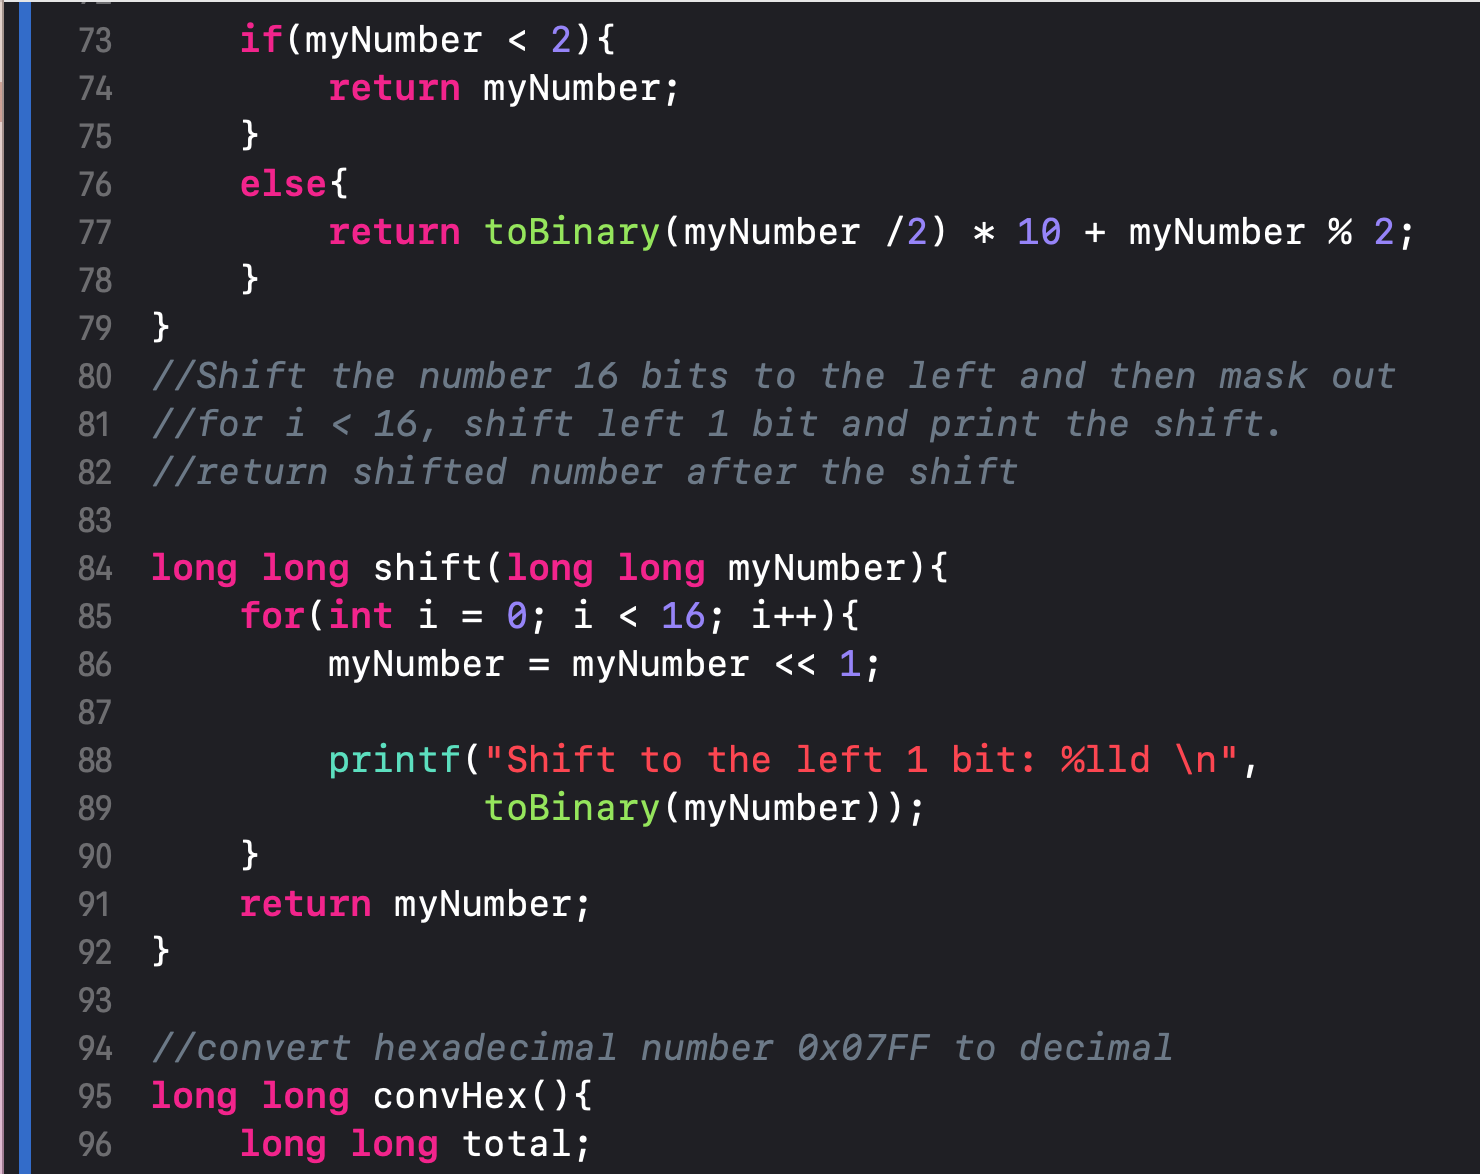 73 if(myNumber < 2){
74 return myNumber;
75 }
76 else{
77 return toBinary(myNumber /2) * 10 + myNumber % 2;
78 }
79 }
80 //Shift the number 16 bits to the left and then mask out
81 //for i < 16, shift left 1 bit and print the shift.
82 //return shifted number after the shift
83
84 long long shift(long long myNumber){
85 for(int i = 0; i < 16; i++){
86 myNumber = myNumber << 1;
87
88 printf("Shift to the left 1 bit: %lld \n",
89 toBinary(myNumber));
90 }
91 return myNumber;
92 }
93
94 //convert hexadecimal number 0x07FF to decimal
95 long long convHex(){
96 long long total;